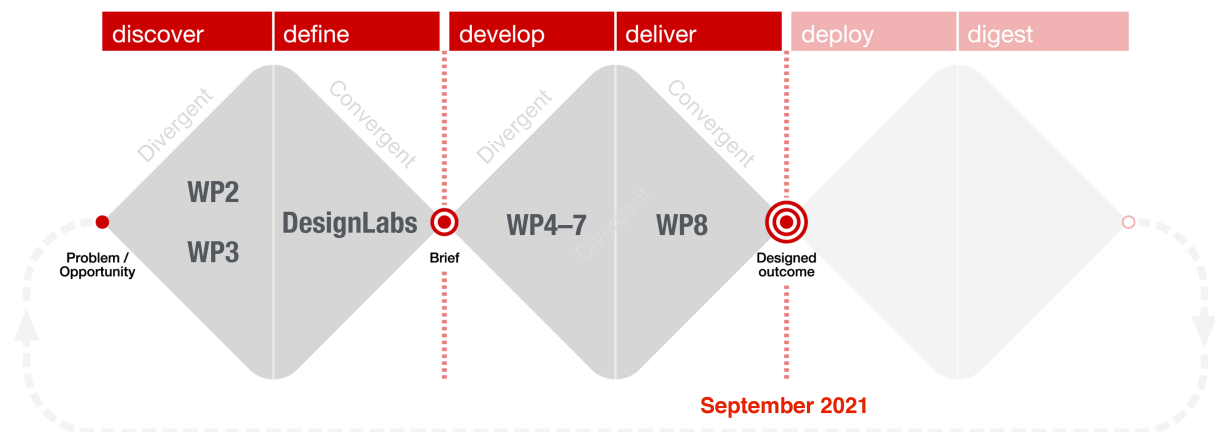 discover
define
develop
deliver
deploy
digest
Divergent
Convergent
Divergent
Convergent
WP2
WP3
DesignLabs
WP4–7
Divergent
WP8
Problem /
Opportunity
Brief
Designed
outcome
September 2021